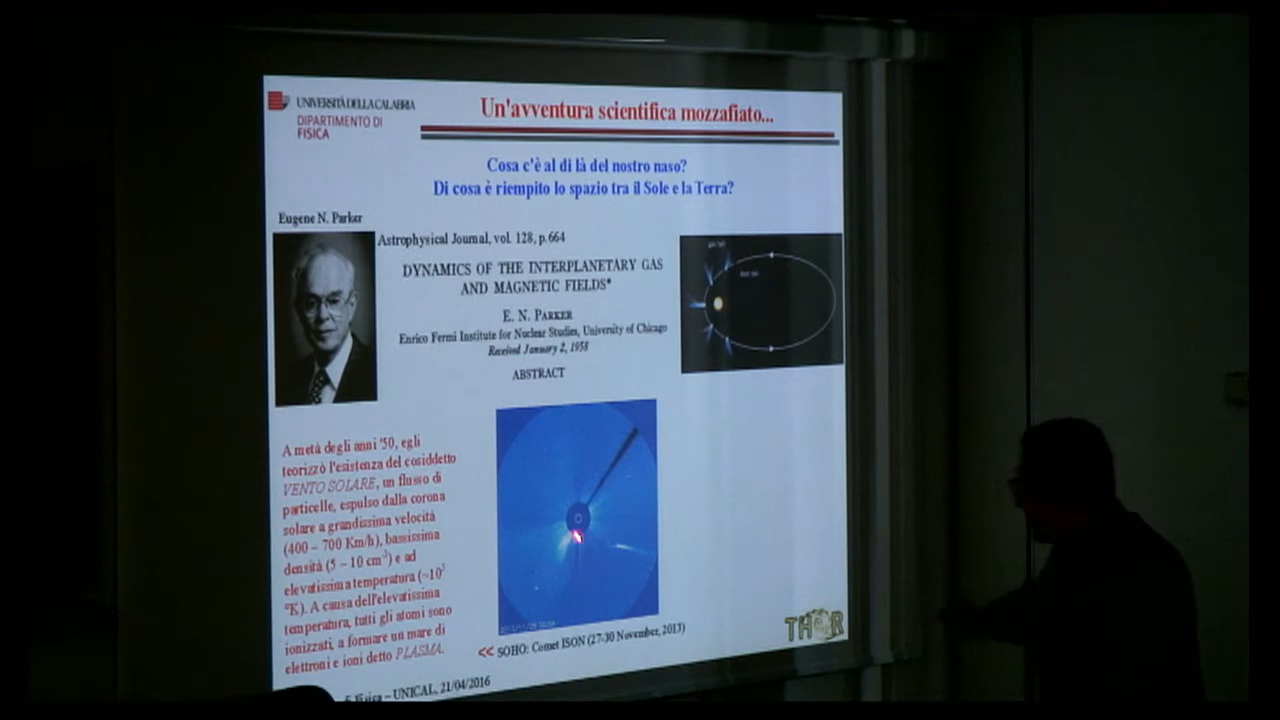 UNIVERSITÀ DELLA CALABRIA
DIPARTIMENTO DI
FISICA
Un'avventura scientifica mozzafiato...
Cosa c'è al di là del nostro naso?
Di cosa è riempito lo spazio tra il Sole e la Terra?
Eugene N. Parker
Astrophysical Journal, vol. 128, p.664
DYNAMICS OF THE INTERPLANETARY GAS
AND MAGNETIC FIELDS*
E. N. PARKER
Enrico Fermi Institute for Nuclear Studies, University of Chicago
Received January 2, 1958
ABSTRACT
A metà degli anni '50, egli
teorizzò l'esistenza del cosiddetto
VENTO SOLARE, un flusso di
particelle, espulso dalla corona
solare a grandissima velocità
(400 – 700 Km/h), bassissima
densità (5 – 10 cm⁻³) e ad
elevatissima temperatura (~10⁵
°K). A causa dell'elevatissima
temperatura, tutti gli atomi sono
ionizzati, a formare un mare di
elettroni e ioni detto PLASMA.
<< SOHO: Comet ISON (27-30 November, 2013)
THOR
Fisica – UNICAL, 21/04/2016